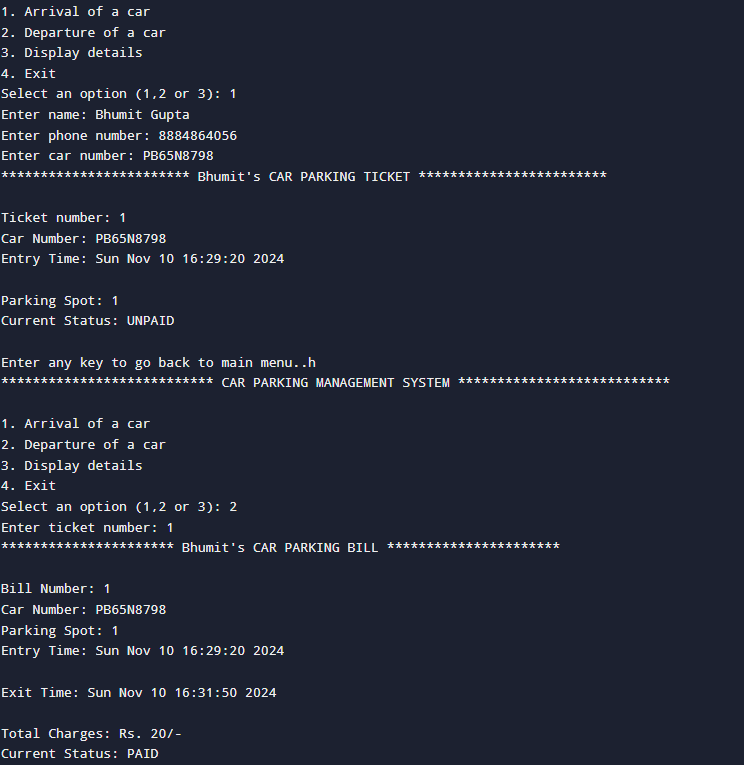 1. Arrival of a car
2. Departure of a car
3. Display details
4. Exit
Select an option (1,2 or 3): 1
Enter name: Bhumit Gupta
Enter phone number: 8884864056
Enter car number: PB65N8798
************************ Bhumit's CAR PARKING TICKET ************************
Ticket number: 1
Car Number: PB65N8798
Entry Time: Sun Nov 10 16:29:20 2024
Parking Spot: 1
Current Status: UNPAID
Enter any key to go back to main menu..h
*************************** CAR PARKING MANAGEMENT SYSTEM ***************************
1. Arrival of a car
2. Departure of a car
3. Display details
4. Exit
Select an option (1,2 or 3): 2
Enter ticket number: 1
********************** Bhumit's CAR PARKING BILL **********************
Bill Number: 1
Car Number: PB65N8798
Parking Spot: 1
Entry Time: Sun Nov 10 16:29:20 2024
Exit Time: Sun Nov 10 16:31:50 2024
Total Charges: Rs. 20/-
Current Status: PAID